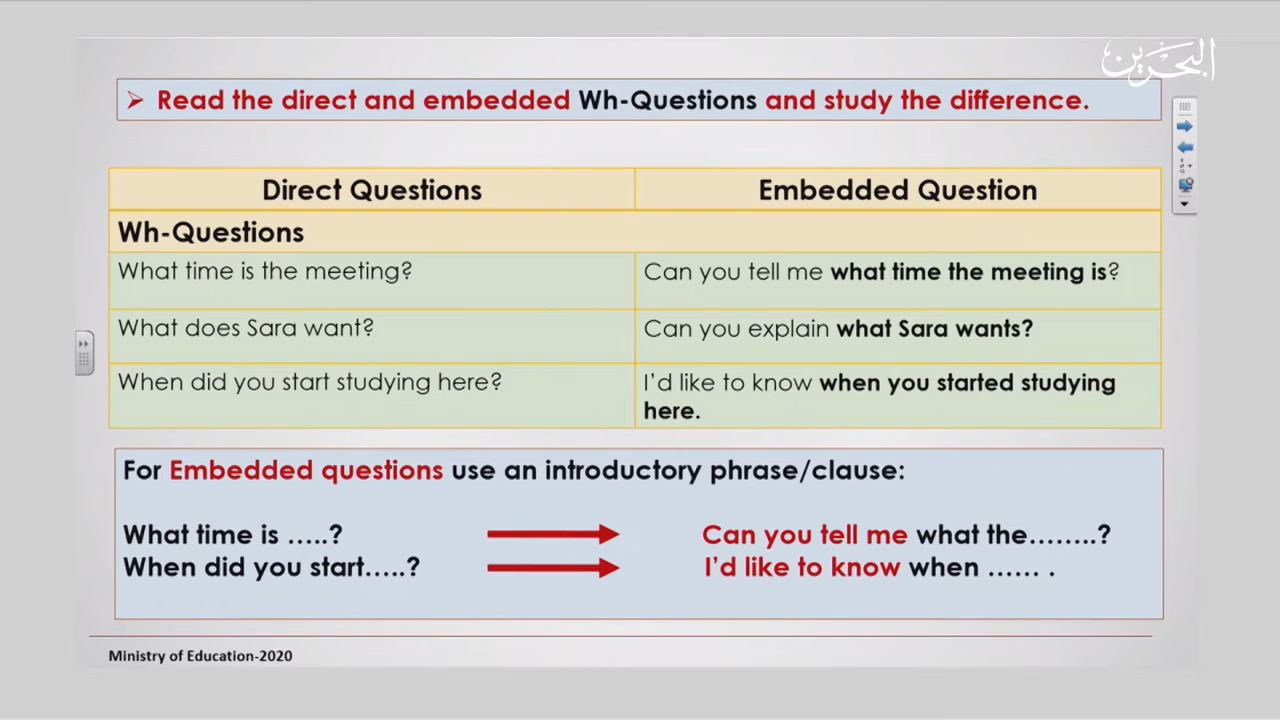 البحرين
➢ Read the direct and embedded Wh-Questions and study the difference.
Direct Questions
Embedded Question
Wh-Questions
What time is the meeting?
Can you tell me what time the meeting is?
What does Sara want?
Can you explain what Sara wants?
When did you start studying here?
I'd like to know when you started studying
here.
For Embedded questions use an introductory phrase/clause:
What time is …..?
Can you tell me what the……..?
When did you start…..?
I'd like to know when …… .
Ministry of Education-2020